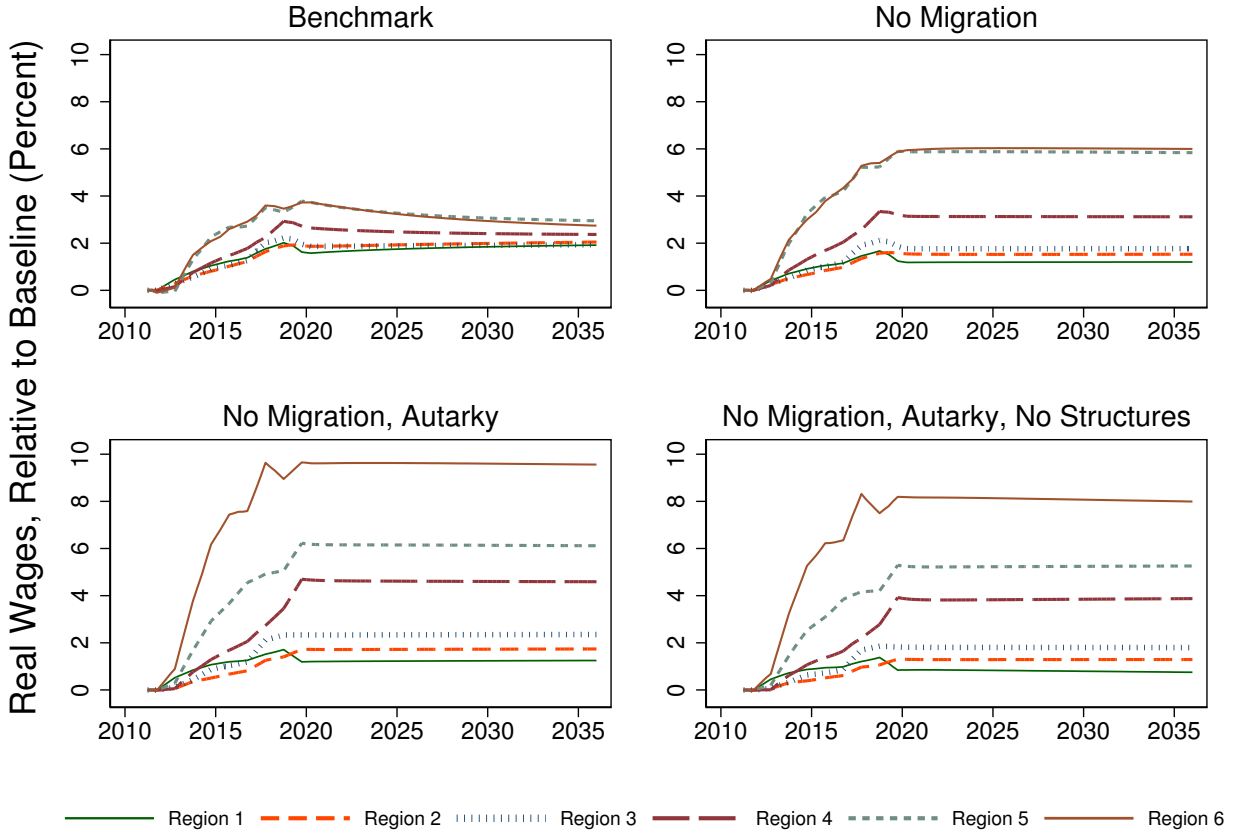 Real Wages, Relative to Baseline (Percent)
Benchmark
10
8
6
4
2
0
2010 2015 2020 2025 2030 2035
No Migration
10
8
6
4
2
0
2010 2015 2020 2025 2030 2035
No Migration, Autarky
10
8
6
4
2
0
2010 2015 2020 2025 2030 2035
No Migration, Autarky, No Structures
10
8
6
4
2
0
2010 2015 2020 2025 2030 2035
Region 1 Region 2 Region 3 Region 4 Region 5 Region 6